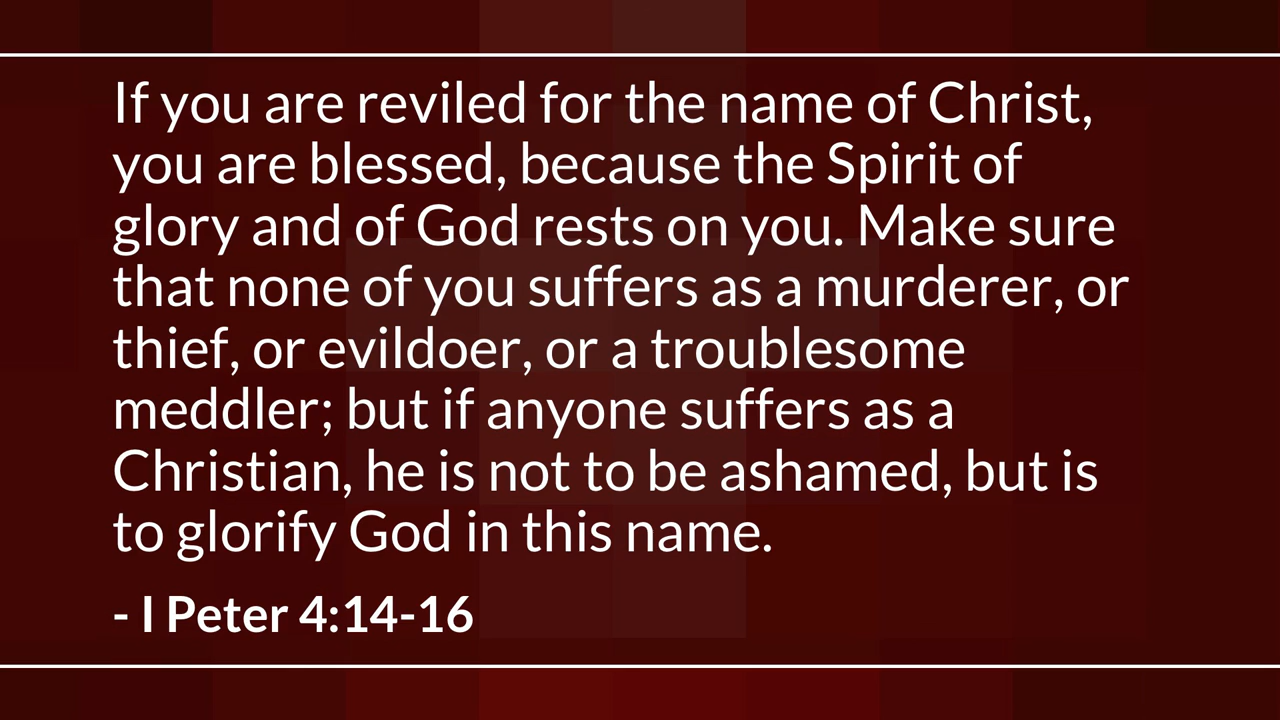 If you are reviled for the name of Christ,
you are blessed, because the Spirit of
glory and of God rests on you. Make sure
that none of you suffers as a murderer, or
thief, or evildoer, or a troublesome
meddler; but if anyone suffers as a
Christian, he is not to be ashamed, but is
to glorify God in this name.
- I Peter 4:14-16